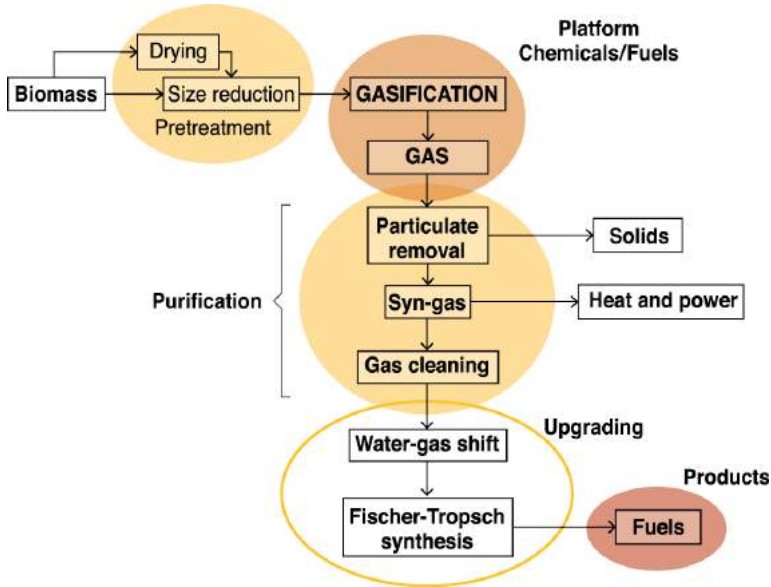 Platform
Chemicals/Fuels
Drying
Biomass
Size reduction
GASIFICATION
Pretreatment
GAS
Particulate
removal
Solids
Purification
Syn-gas
Heat and power
Gas cleaning
Upgrading
Water-gas shift
Products
Fischer-Tropsch
synthesis
Fuels